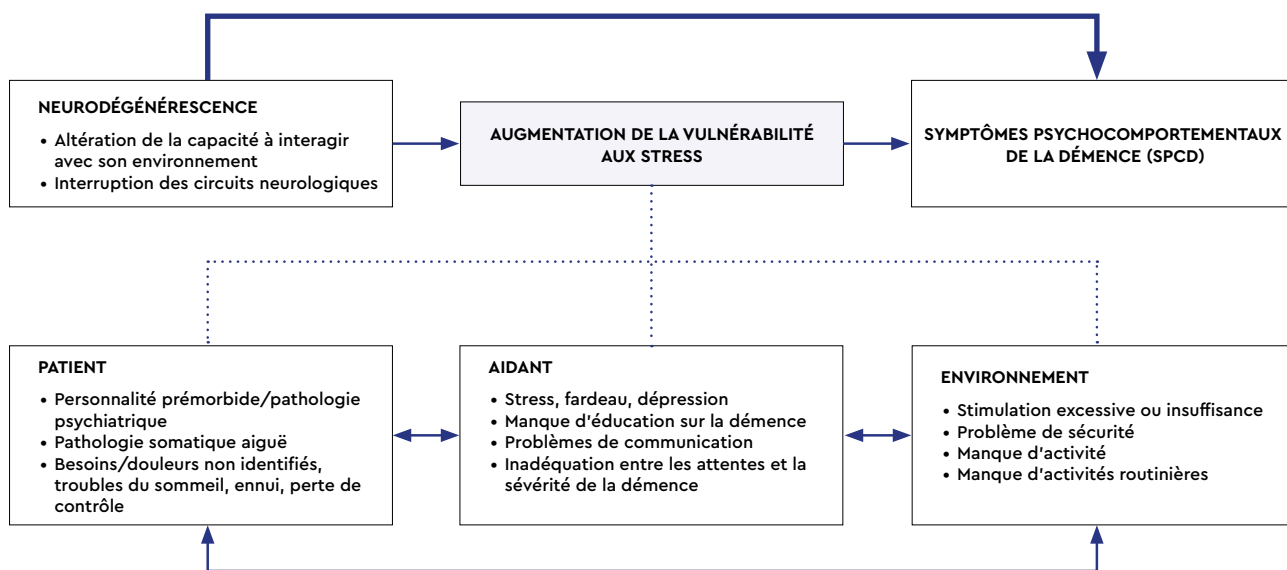 NEURODÉGÉNÉRESCENCE
• Altération de la capacité à interagir
avec son environnement
• Interruption des circuits neurologiques
AUGMENTATION DE LA VULNÉRABILITÉ
AUX STRESS
SYMPTÔMES PSYCHOCOMPORTEMENTAUX
DE LA DÉMENCE (SPCD)
PATIENT
• Personnalité prémorbide/pathologie
psychiatrique
• Pathologie somatique aiguë
• Besoins/douleurs non identifiés,
troubles du sommeil, ennui, perte de
contrôle
AIDANT
• Stress, fardeau, dépression
• Manque d'éducation sur la démence
• Problèmes de communication
• Inadéquation entre les attentes et la
sévérité de la démence
ENVIRONNEMENT
• Stimulation excessive ou insuffisance
• Problème de sécurité
• Manque d'activité
• Manque d'activités routinières